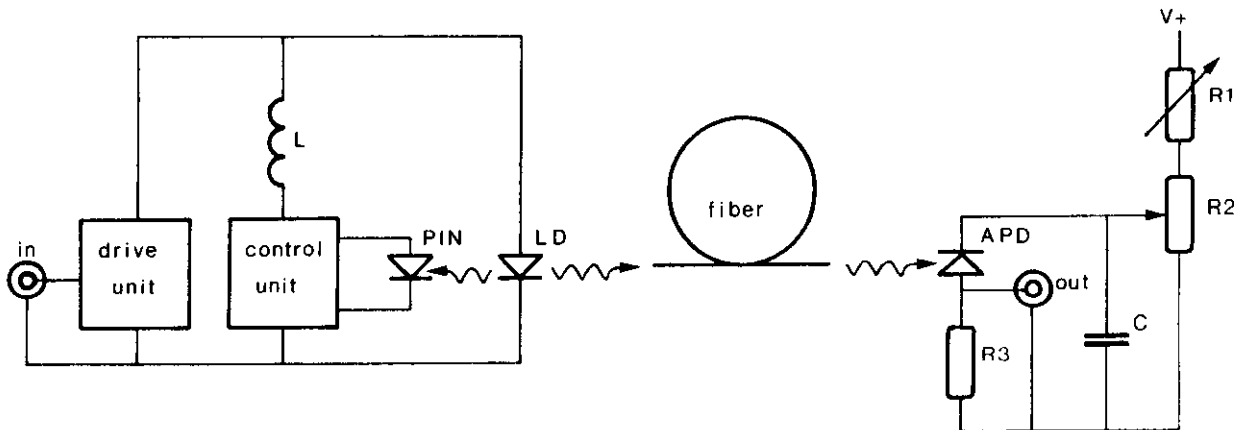 V+
R1
L
fiber
R2
in
drive
unit
control
unit
PIN
LD
APD
out
R3
C